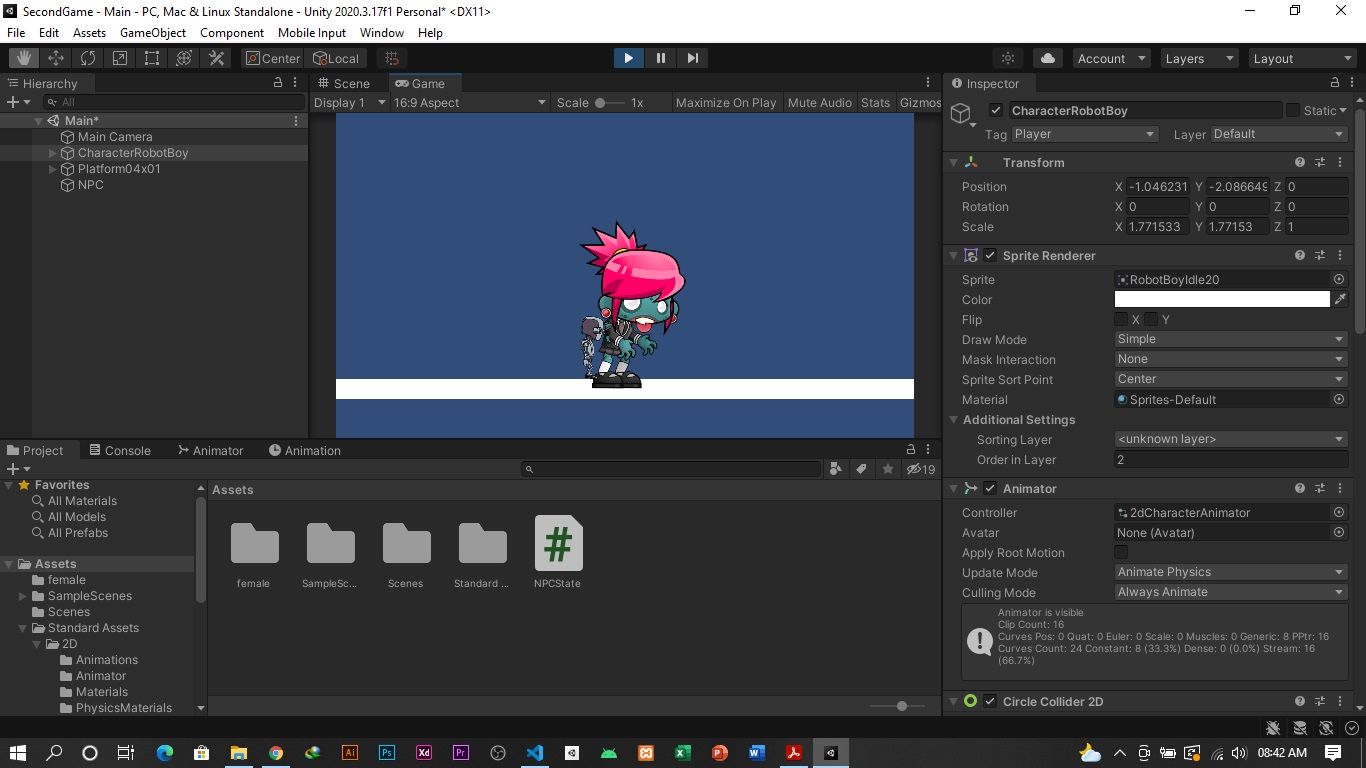 SecondGame - Main - PC, Mac & Linux Standalone - Unity 2020.3.17f1 Personal* <DX11>
File Edit Assets GameObject Component Mobile Input Window Help
Center Local Account Layers Layout
Hierarchy
All
Main*
Main Camera
CharacterRobotBoy
Platform04x01
NPC
Scene Game
Display 1 16:9 Aspect Scale 1x Maximize On Play Mute Audio Stats Gizmos
Inspector
CharacterRobotBoy Static
Tag Player Layer Default
Transform
Position X -1.046231 Y -2.086649 Z 0
Rotation X 0 Y 0 Z 0
Scale X 1.771533 Y 1.77153 Z 1
Sprite Renderer
Sprite RobotBoyIdle20
Color
Flip X Y
Draw Mode Simple
Mask Interaction None
Sprite Sort Point Center
Material Sprites-Default
Additional Settings
Sorting Layer <unknown layer>
Order in Layer 2
Animator
Controller 2dCharacterAnimator
Avatar None (Avatar)
Apply Root Motion
Update Mode Animate Physics
Culling Mode Always Animate
Animator is visible
Clip Count: 16
Curves Pos: 0 Quat: 0 Euler: 0 Scale: 0 Muscles: 0 Generic: 8 PPtr: 16
Curves Count: 24 Constant: 8 (33.3%) Dense: 0 (0.0%) Stream: 16
(66.7%)
Circle Collider 2D
Project Console Animator Animation
19
Favorites
All Materials
All Models
All Prefabs
Assets
female
SampleScenes
Scenes
Standard Assets
2D
Animations
Animator
Materials
PhysicsMaterials
Assets
female SampleSc... Scenes Standard ... NPCState
#
Ai Ps Xd Pr
08:42 AM